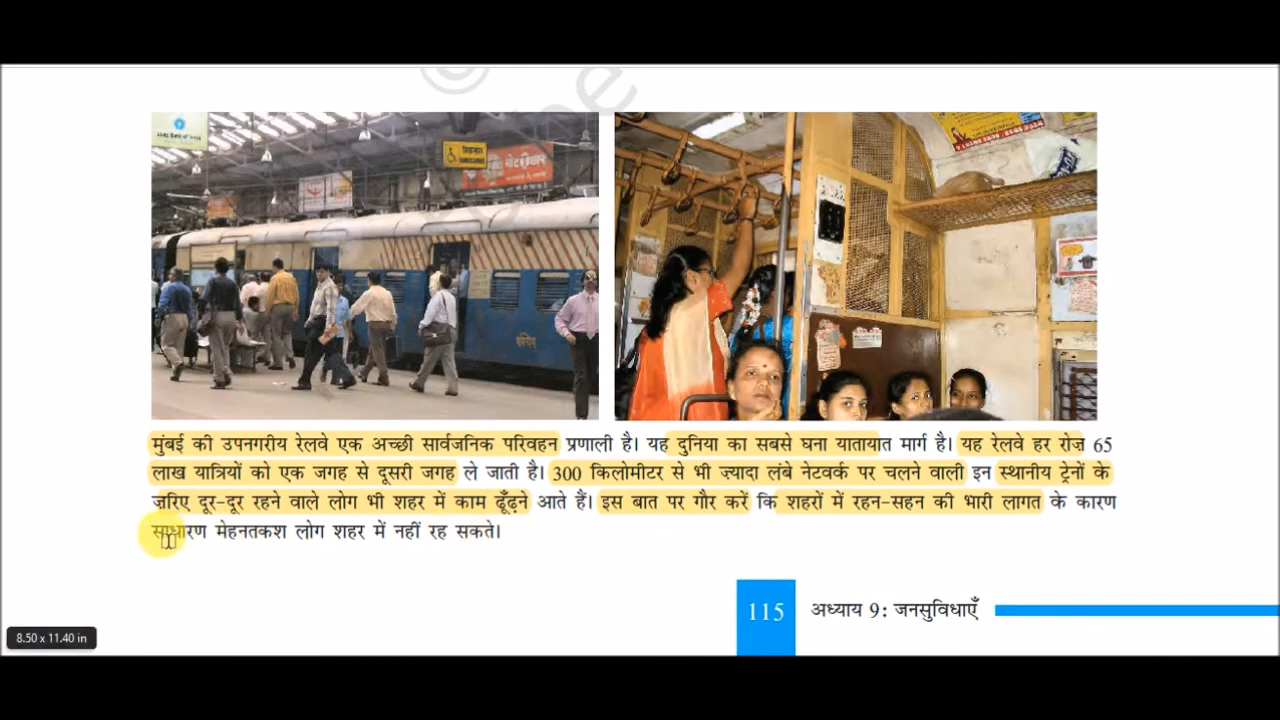 मुंबई की उपनगरीय रेलवे एक अच्छी सार्वजनिक परिवहन प्रणाली है। यह दुनिया का सबसे घना यातायात मार्ग है। यह रेलवे हर रोज़ 65
लाख यात्रियों को एक जगह से दूसरी जगह ले जाती है। 300 किलोमीटर से भी ज्यादा लंबे नेटवर्क पर चलने वाली इन स्थानीय ट्रेनों के
ज़रिए दूर-दूर रहने वाले लोग भी शहर में काम ढूँढ़ने आते हैं। इस बात पर गौर करें कि शहरों में रहन-सहन की भारी लागत के कारण
साधारण मेहनतकश लोग शहर में नहीं रह सकते।
115 अध्याय 9: जनसुविधाएँ
8.50 x 11.40 in